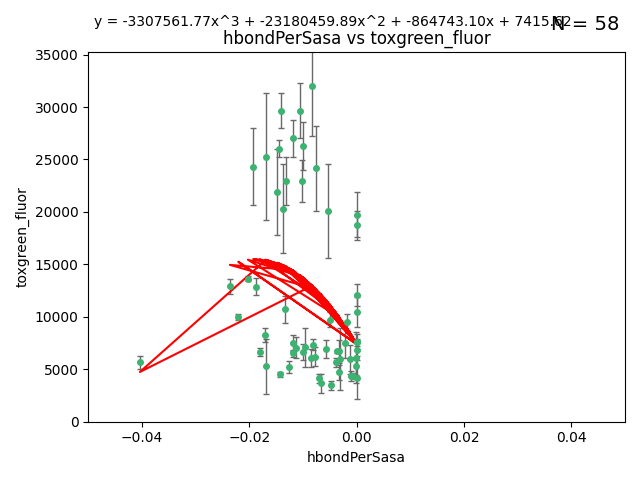 y = -3307561.77x^3 + -23180459.89x^2 + -864743.10x + 7415.62
N = 58
hbondPerSasa vs toxgreen_fluor
toxgreen_fluor
35000
30000
25000
20000
15000
10000
5000
0
−0.04
−0.02
0.00
0.02
0.04
hbondPerSasa